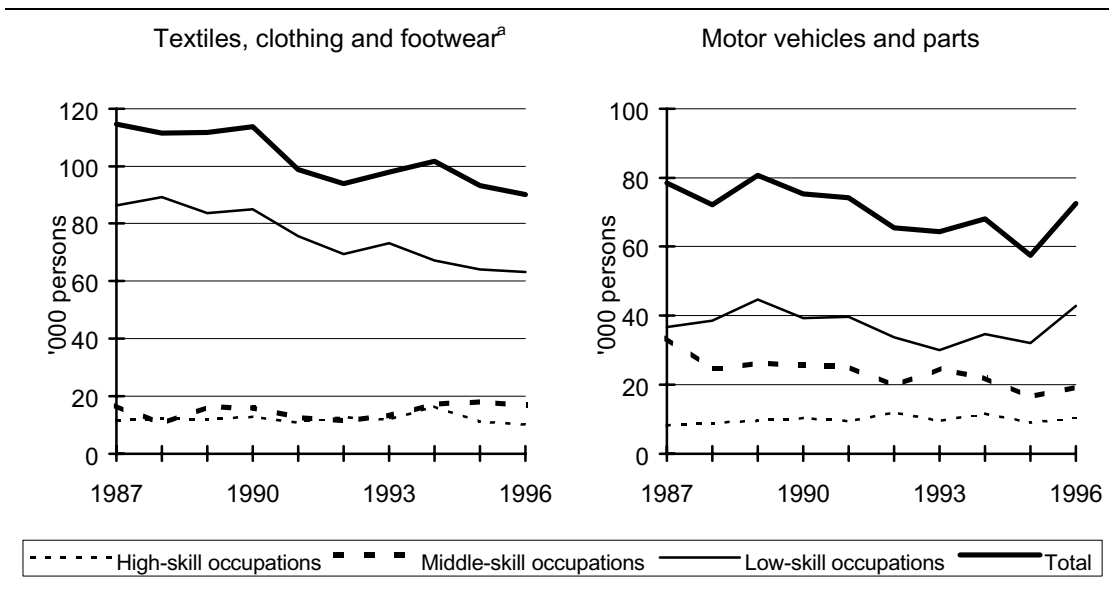 Textiles, clothing and footwearᵃ
'000 persons
120
100
80
60
40
20
0
1987 1990 1993 1996
Motor vehicles and parts
'000 persons
100
80
60
40
20
0
1987 1990 1993 1996
High-skill occupations Middle-skill occupations Low-skill occupations Total